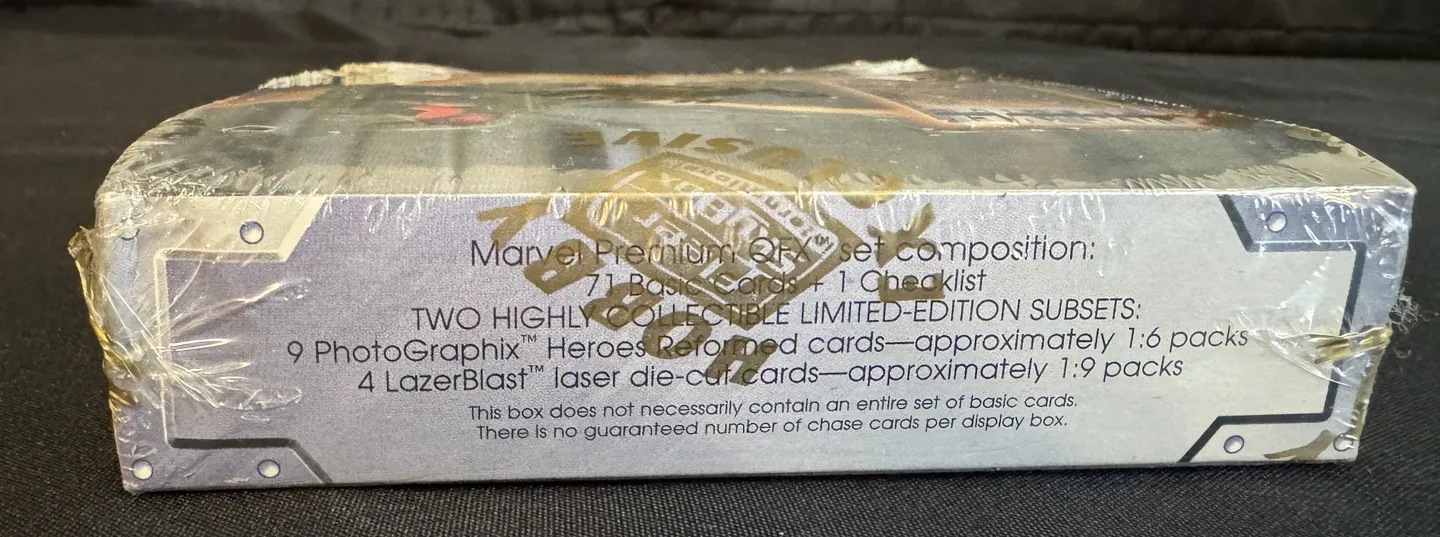 Marvel Premium QFX™ set composition:
71 Basic Cards + 1 Checklist
TWO HIGHLY COLLECTIBLE LIMITED-EDITION SUBSETS:
9 PhotoGraphix™ Heroes Reformed cards—approximately 1:6 packs
4 LazerBlast™ laser die-cut cards—approximately 1:9 packs
This box does not necessarily contain an entire set of basic cards.
There is no guaranteed number of chase cards per display box.